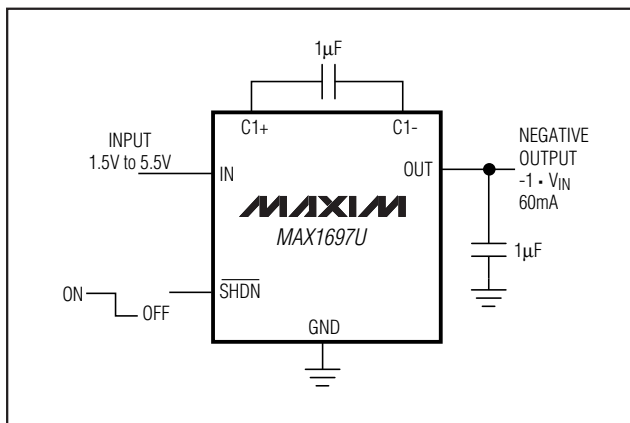 1μF
C1+
C1-
INPUT
1.5V to 5.5V
IN
OUT
NEGATIVE
OUTPUT
-1 • VIN
60mA
MAXIM
MAX1697U
1μF
ON
OFF
SHDN
GND